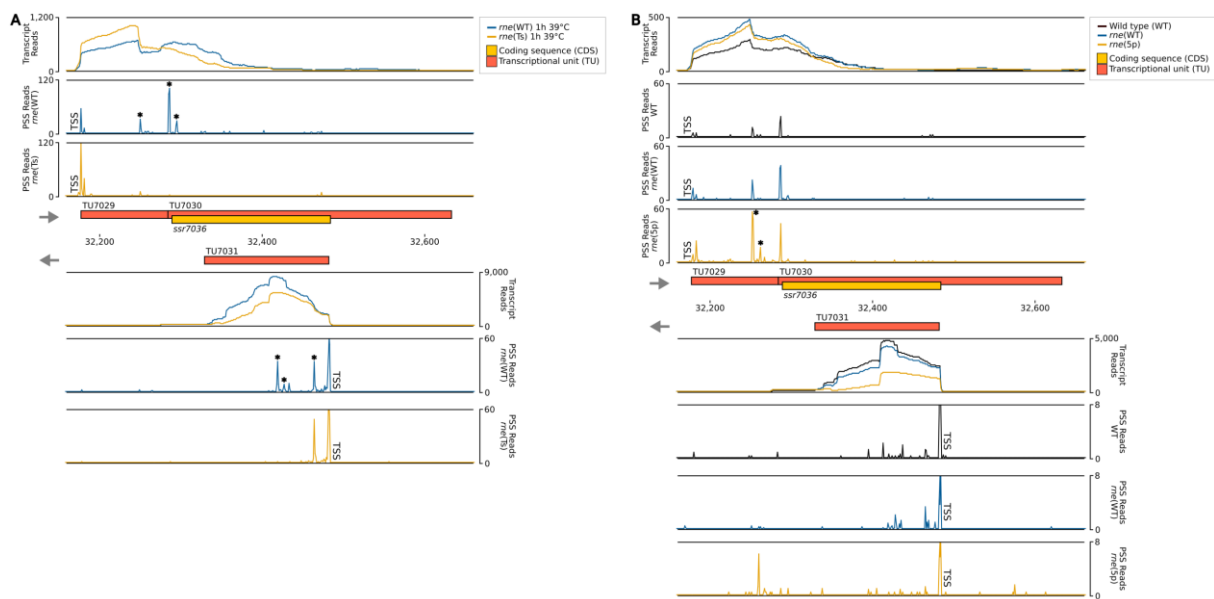 A
1,200
Transcript
Reads
0
rne(WT) 1h 39°C
rne(Ts) 1h 39°C
Coding sequence (CDS)
Transcriptional unit (TU)
120
PSS Reads
rne(WT)
0
TSS
*
*
*
120
PSS Reads
rne(Ts)
0
TSS
TU7029
TU7030
ssr7036
32,200
32,400
32,600
TU7031
9,000
Transcript
Reads
0
60
PSS Reads
rne(WT)
0
TSS
*
*
*
60
PSS Reads
rne(Ts)
0
TSS
B
500
Transcript
Reads
0
Wild type (WT)
rne(WT)
rne(5p)
Coding sequence (CDS)
Transcriptional unit (TU)
60
PSS Reads
WT
0
TSS
60
PSS Reads
rne(WT)
0
TSS
60
PSS Reads
rne(5p)
0
TSS
*
*
TU7029
TU7030
ssr7036
32,200
32,400
32,600
TU7031
5,000
Transcript
Reads
0
8
PSS Reads
WT
0
TSS
8
PSS Reads
rne(WT)
0
TSS
8
PSS Reads
rne(5p)
0
TSS